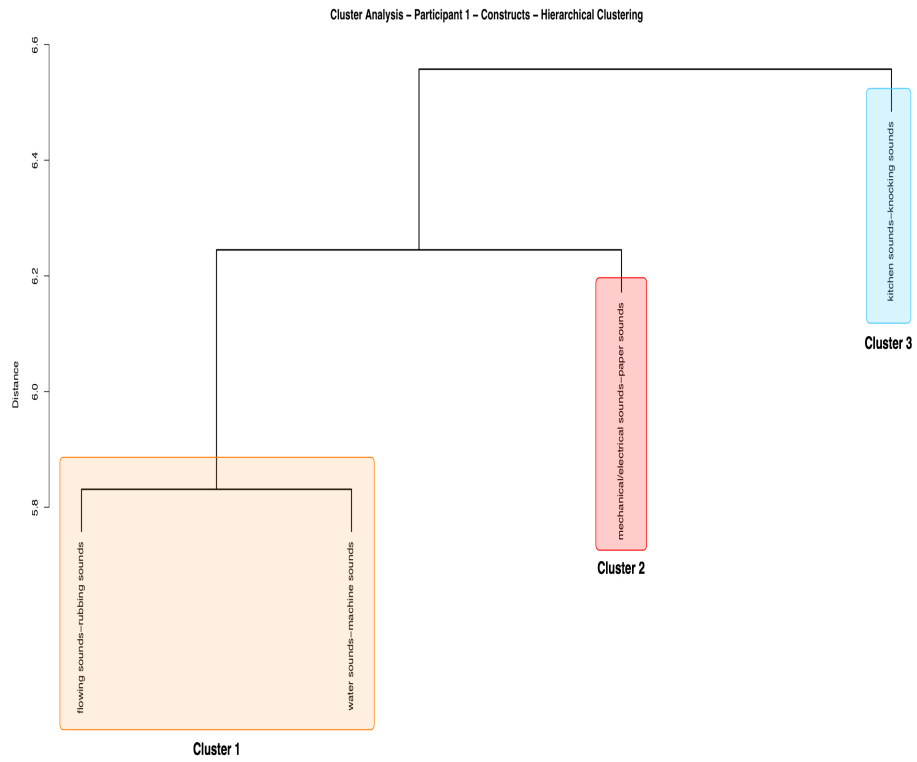 Cluster Analysis – Participant 1 – Constructs – Hierarchical Clustering
6.6
6.4
6.2
6.0
5.8
Distance
kitchen sounds–knocking sounds
Cluster 3
mechanical/electrical sounds–paper sounds
Cluster 2
flowing sounds–rubbing sounds
water sounds–machine sounds
Cluster 1